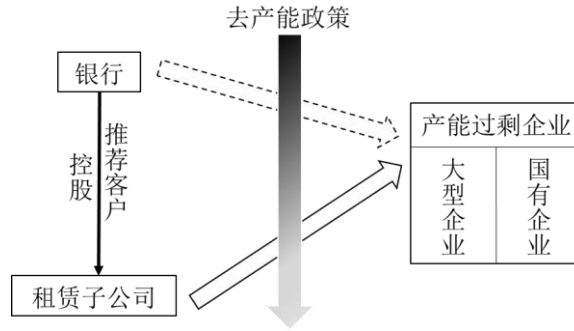 去产能政策
银行
控股
推荐客户
租赁子公司
产能过剩企业
大型企业
国有企业